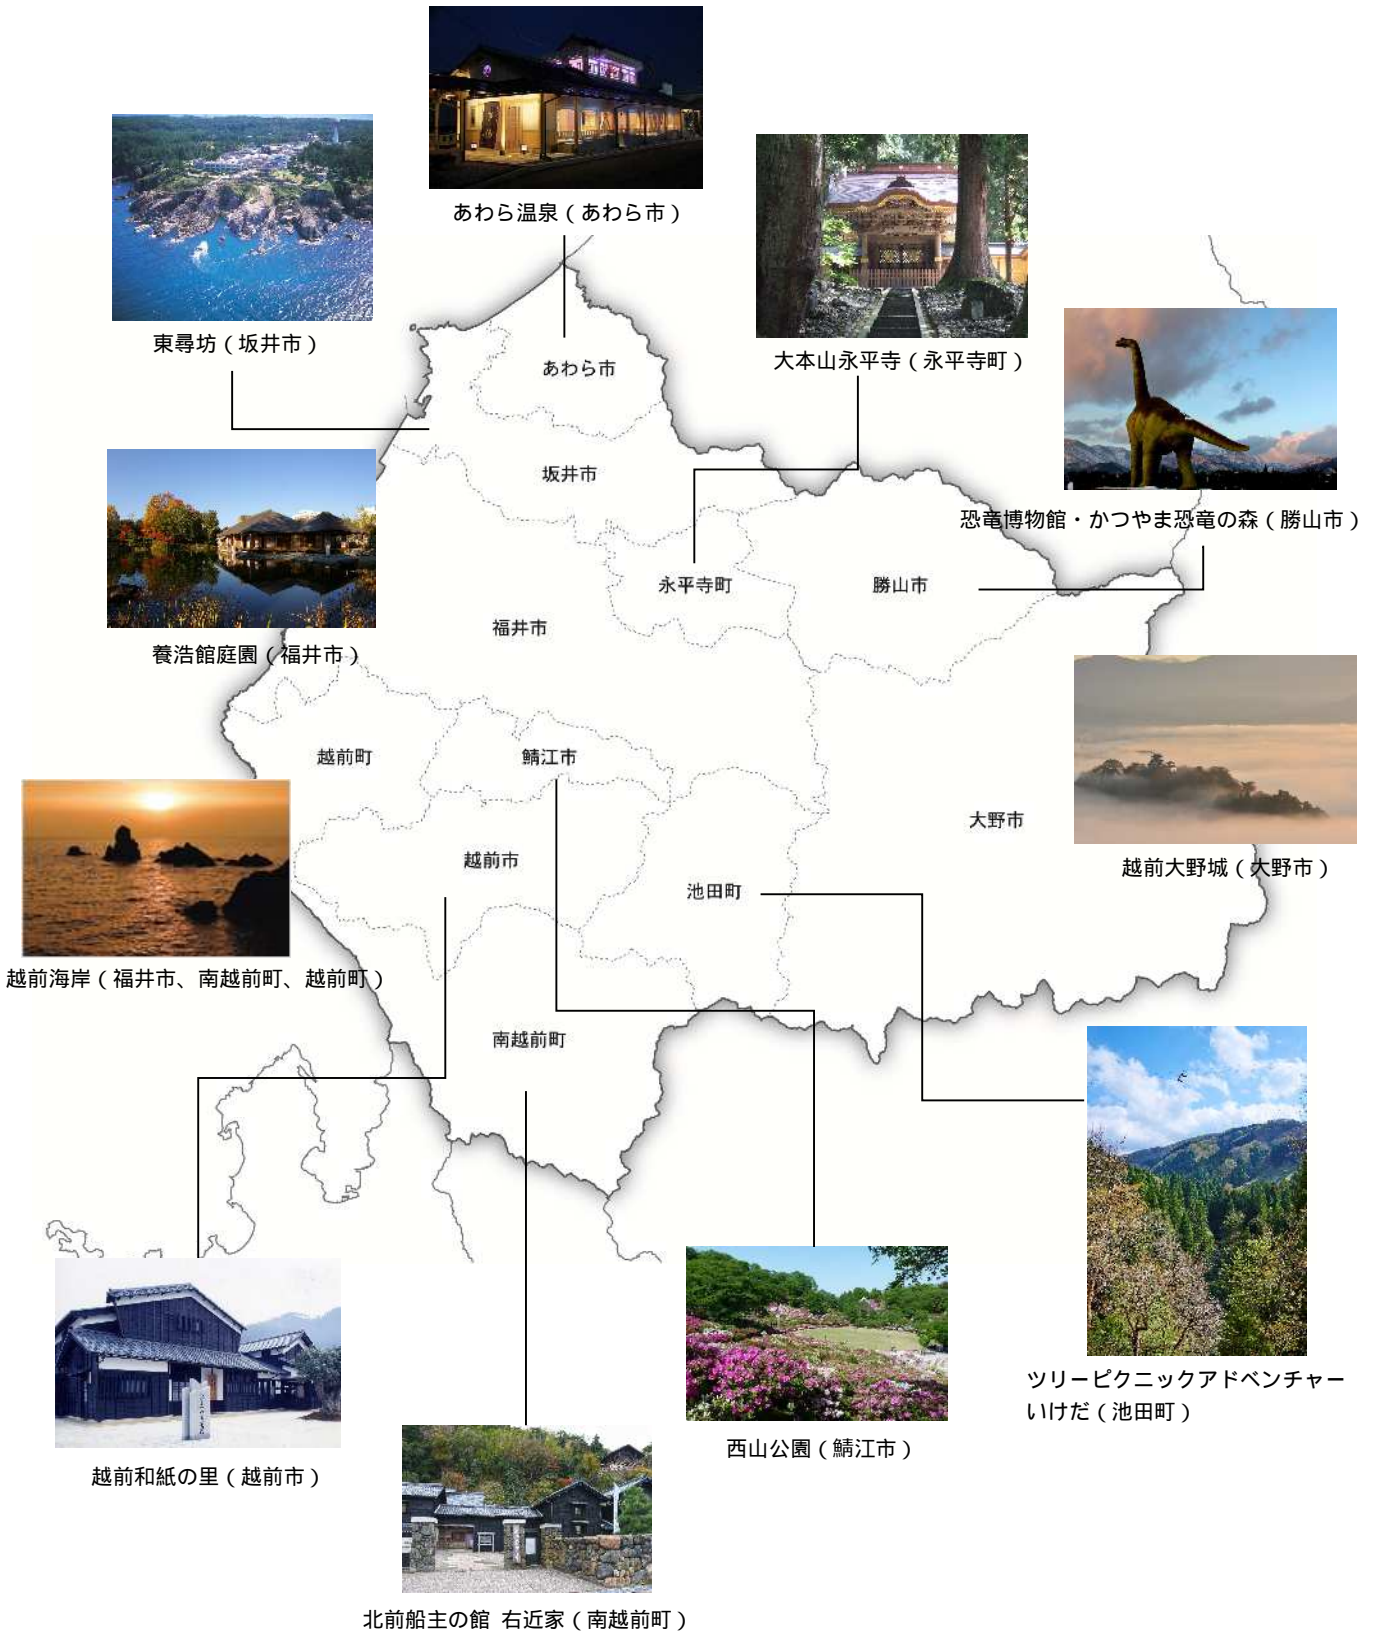 あわら温泉（あわら市）
東尋坊（坂井市）
大本山永平寺（永平寺町）
あわら市
坂井市
恐竜博物館・かつやま恐竜の森（勝山市）
永平寺町
勝山市
福井市
養浩館庭園（福井市）
越前町
鯖江市
大野市
越前市
越前大野城（大野市）
池田町
越前海岸（福井市、南越前町、越前町）
南越前町
ツリーピクニックアドベンチャー
いけだ（池田町）
西山公園（鯖江市）
越前和紙の里（越前市）
北前船主の館 右近家（南越前町）